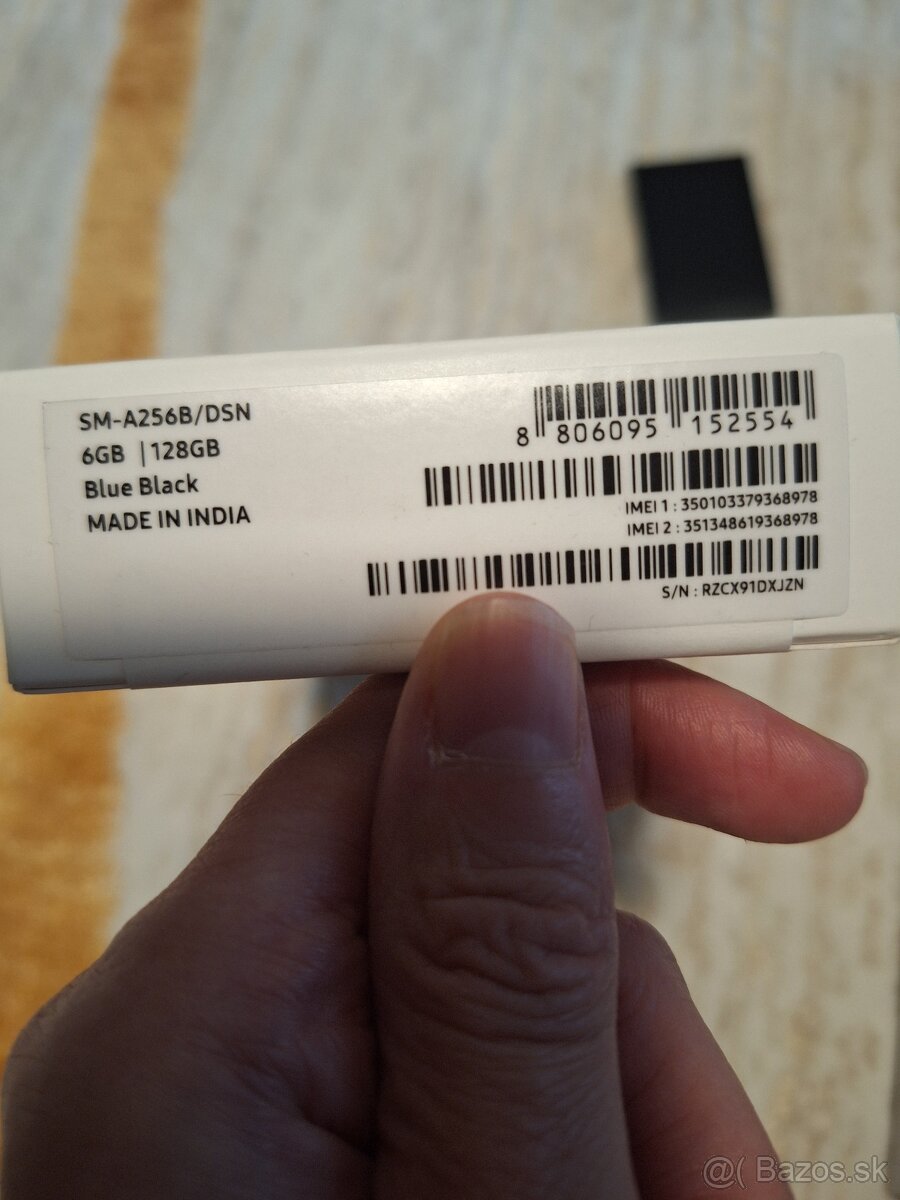 SM-A256B/DSN
6GB | 128GB
Blue Black
MADE IN INDIA
8 806095 152554
IMEI 1 : 350103379368978
IMEI 2 : 351348619368978
S/N : RZCX91DXJZN
@( Bazos.sk